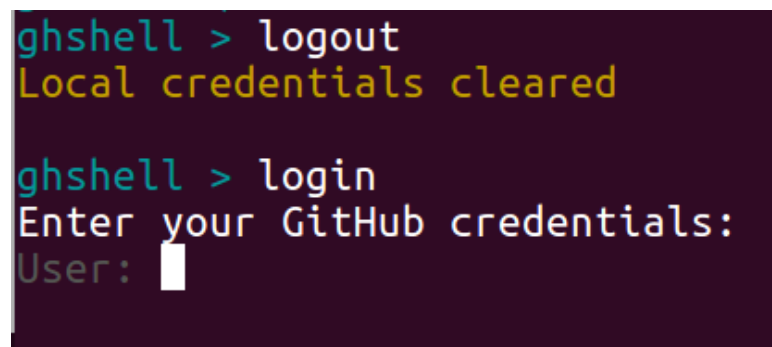 ghshell > logout
Local credentials cleared
ghshell > login
Enter your GitHub credentials:
User: